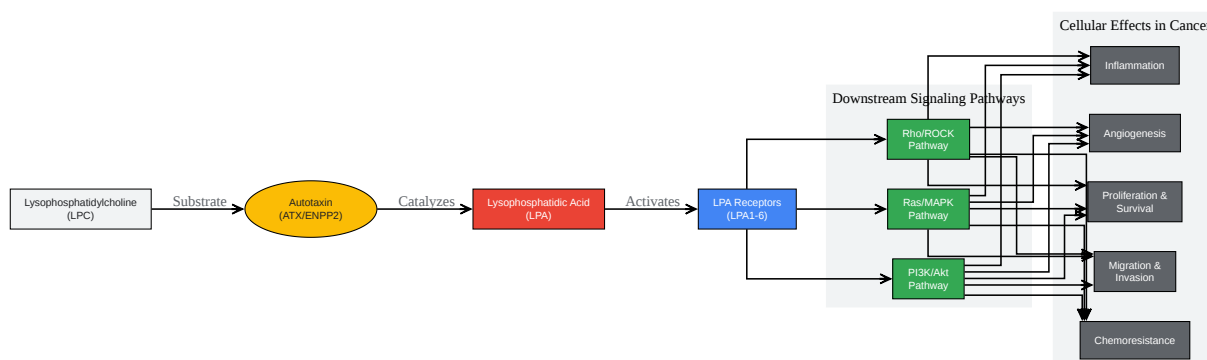 Cellular Effects in Cancer
Inflammation
Downstream Signaling Pathways
Rho/ROCK
Pathway
Angiogenesis
Lysophosphatidylcholine
(LPC)
Substrate
Autotaxin
(ATX/ENPP2)
Catalyzes
Lysophosphatidic Acid
(LPA)
Activates
LPA Receptors
(LPA1-6)
Ras/MAPK
Pathway
Proliferation
& Survival
PI3K/Akt
Pathway
Migration &
Invasion
Chemoresistance